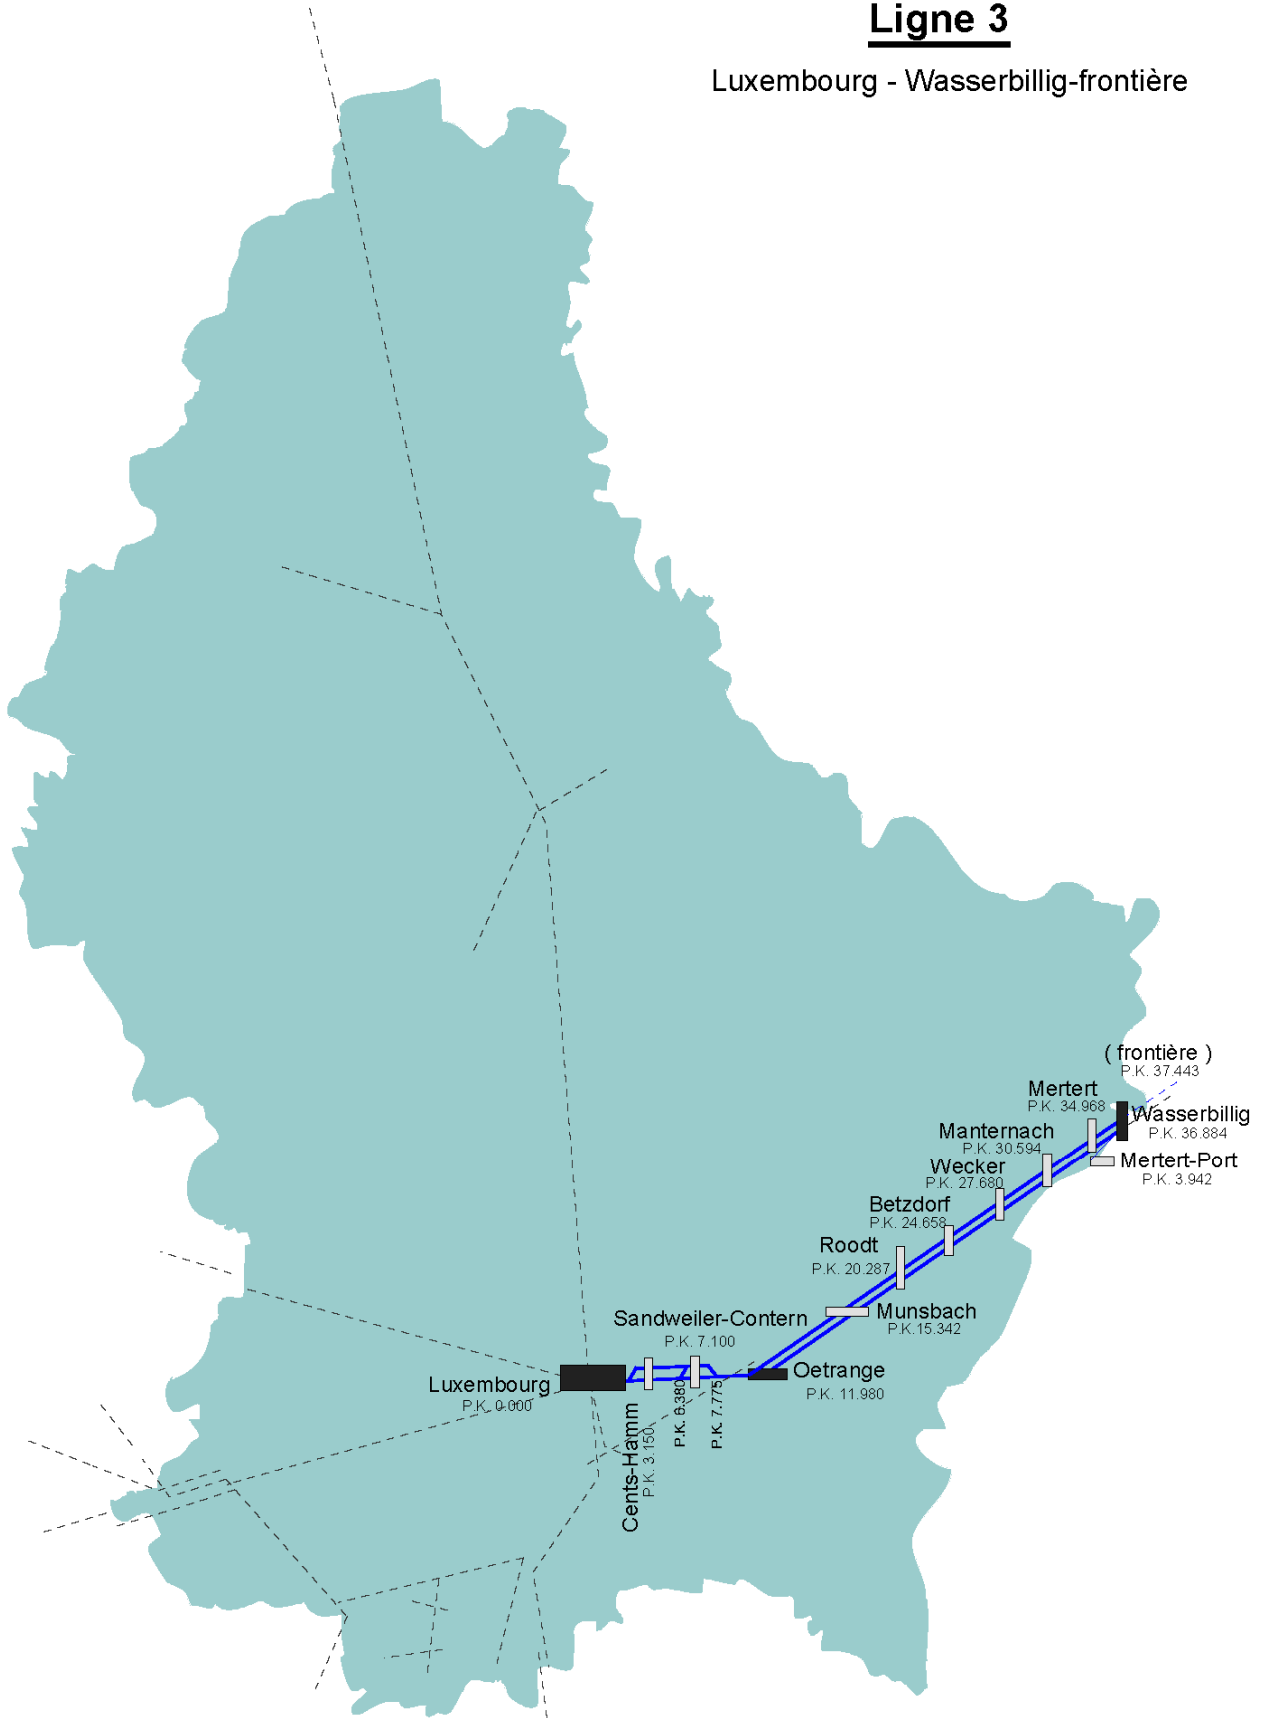 Ligne 3
Luxembourg - Wasserbillig-frontière
( frontière )
P.K. 37.443
Mertert
P.K. 34.968
Wasserbillig
P.K. 36.884
Manternach
P.K. 30.594
Mertert-Port
P.K. 3.942
Wecker
P.K. 27.680
Betzdorf
P.K. 24.658
Roodt
P.K. 20.287
Munsbach
P.K.15.342
Sandweiler-Contern
P.K. 7.100
Oetrange
P.K. 11.980
Luxembourg
P.K. 0.000
Cents-Hamm
P.K. 3.150
P.K. 6.380
P.K. 7.775